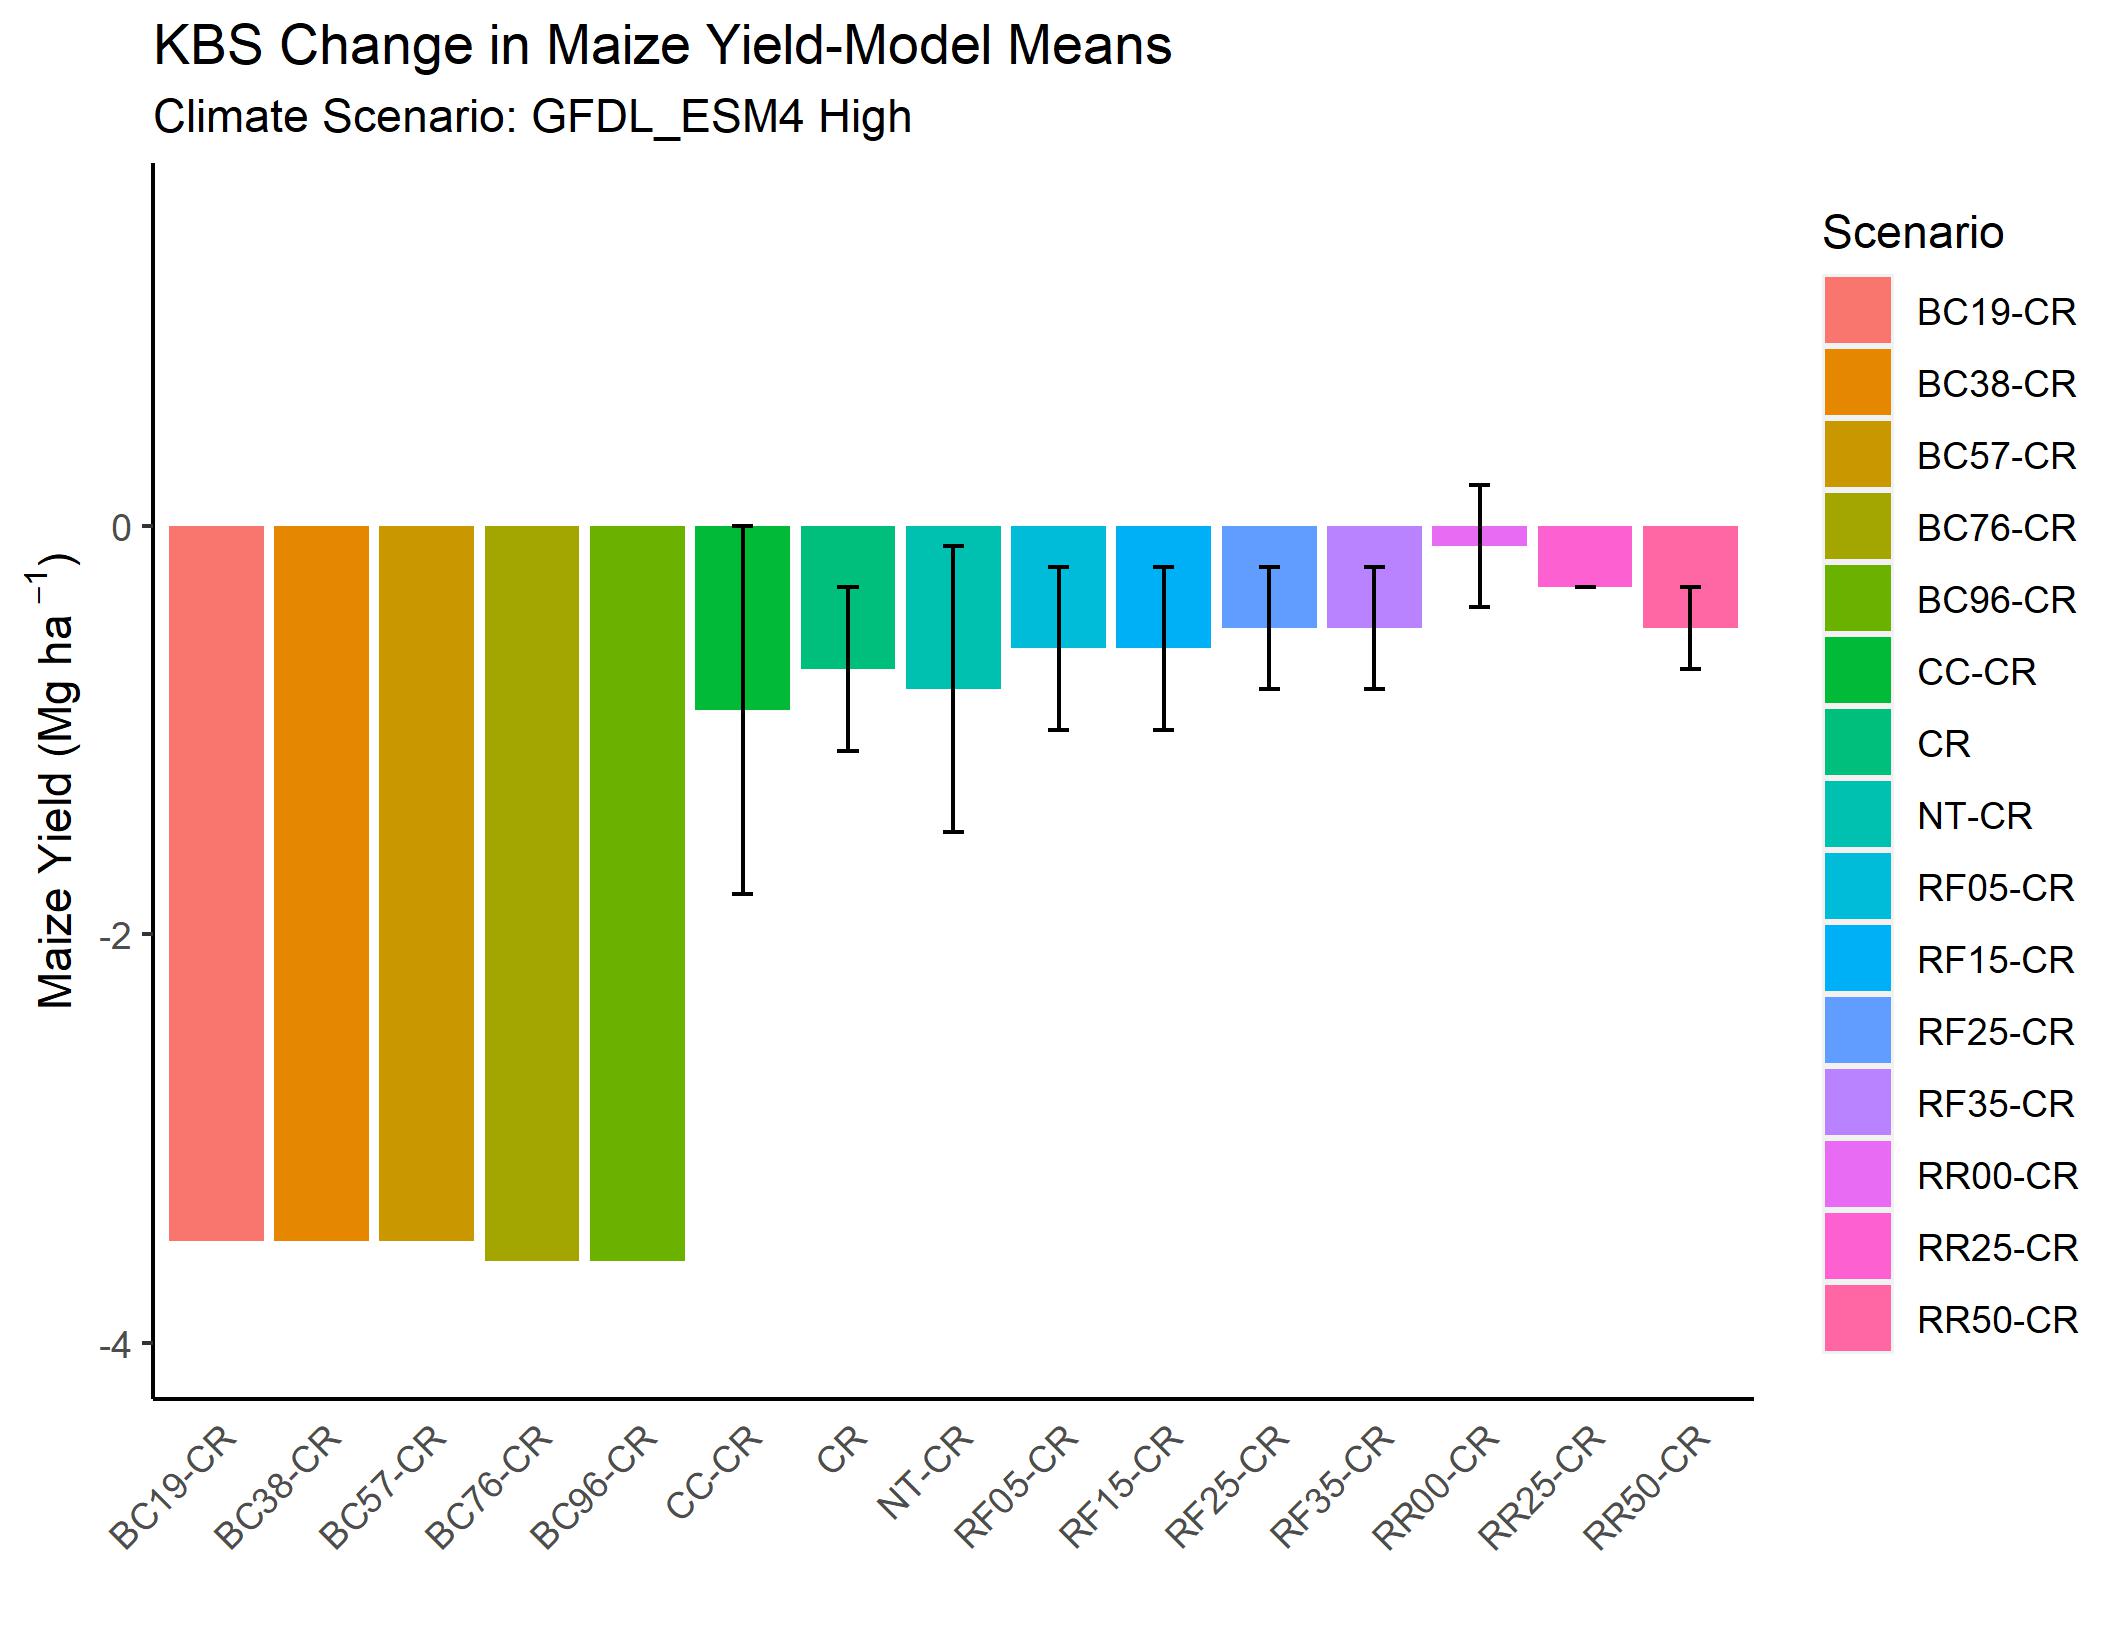 KBS Change in Maize Yield-Model Means
Climate Scenario: GFDL_ESM4 High
Maize Yield (Mg ha −1)
0
-2
-4
BC19-CR
BC38-CR
BC57-CR
BC76-CR
BC96-CR
CC-CR
CR
NT-CR
RF05-CR
RF15-CR
RF25-CR
RF35-CR
RR00-CR
RR25-CR
RR50-CR
Scenario
BC19-CR
BC38-CR
BC57-CR
BC76-CR
BC96-CR
CC-CR
CR
NT-CR
RF05-CR
RF15-CR
RF25-CR
RF35-CR
RR00-CR
RR25-CR
RR50-CR